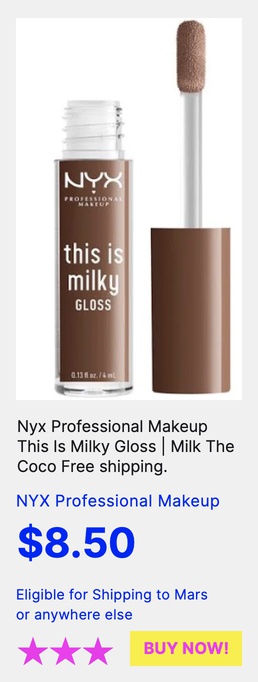 NYX
PROFESSIONAL
MAKEUP
this is
milky
GLOSS
0.13 fl oz. / 4 ml
Nyx Professional Makeup
This Is Milky Gloss | Milk The
Coco Free shipping.
NYX Professional Makeup
$8.50
Eligible for Shipping to Mars
or anywhere else
BUY NOW!